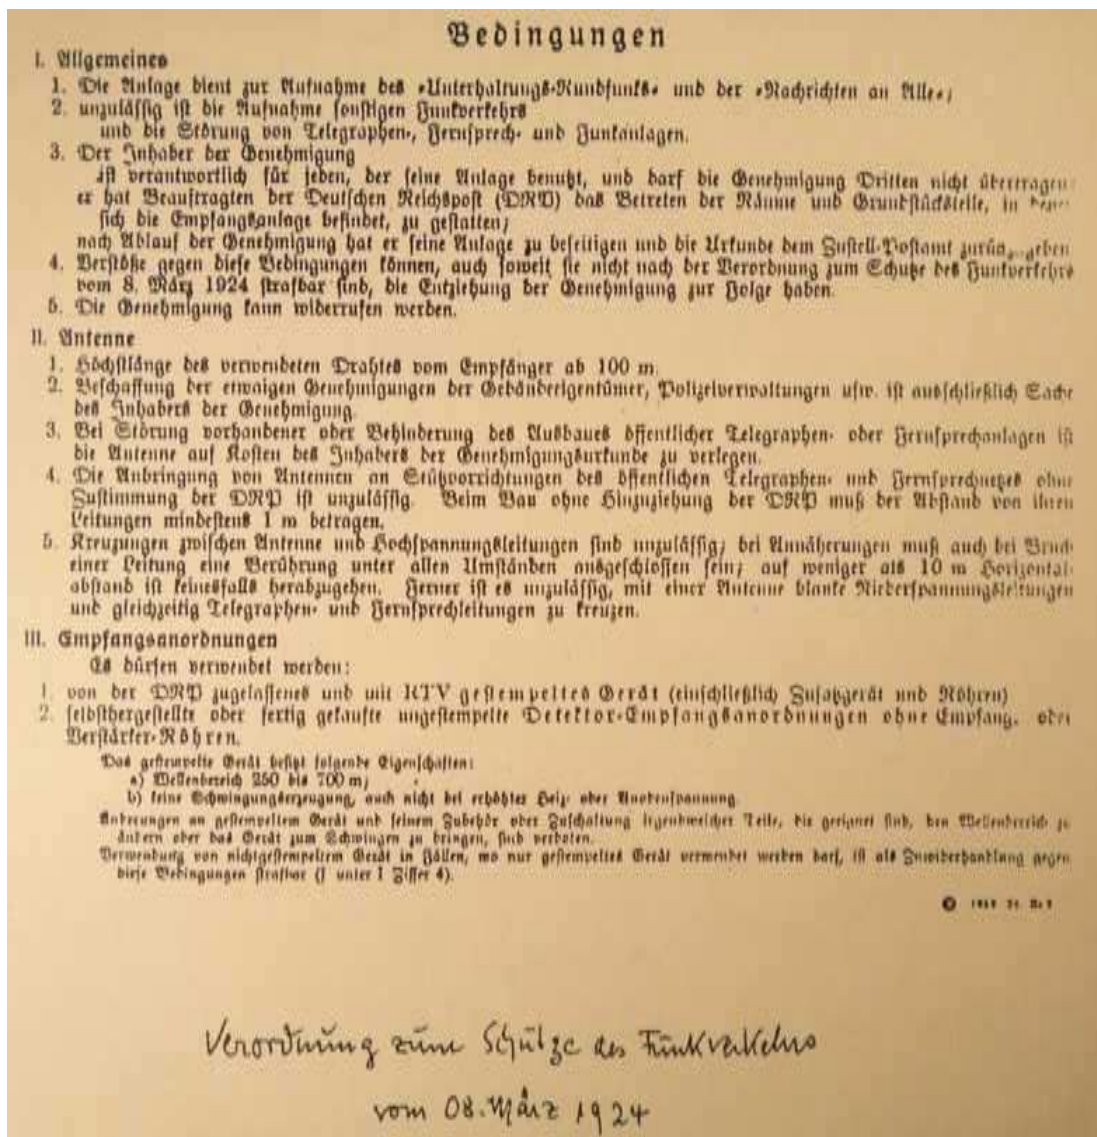 Bedingungen
I. Allgemeines
1. Die Anlage dient zur Aufnahme des »Unterhaltungs-Rundfunks« und der »Nachrichten an Alle«;
2. unzulässig ist die Aufnahme sonstigen Funkverkehrs
und die Störung von Telegraphen-, Fernsprech- und Funkanlagen.
3. Der Inhaber der Genehmigung
ist verantwortlich für jeden, der seine Anlage benutzt, und darf die Genehmigung Dritten nicht übertragen;
er hat Beauftragten der Deutschen Reichspost (DRP) das Betreten der Räume und Grundstücksteile, in denen
sich die Empfangsanlage befindet, zu gestatten;
nach Ablauf der Genehmigung hat er seine Anlage zu beseitigen und die Urkunde dem Zustell-Postamt zurückzugeben
4. Verstöße gegen diese Bedingungen können, auch soweit sie nicht nach der Verordnung zum Schutze des Funkverkehrs
vom 8. März 1924 strafbar sind, die Entziehung der Genehmigung zur Folge haben.
5. Die Genehmigung kann widerrufen werden.
II. Antenne
1. Höchstlänge des verwendeten Drahtes vom Empfänger ab 100 m.
2. Beschaffung der etwaigen Genehmigungen der Gebäudeeigentümer, Polizeiverwaltungen usw. ist ausschließlich Sache
des Inhabers der Genehmigung.
3. Bei Störung vorhandener oder Behinderung des Ausbaues öffentlicher Telegraphen- oder Fernsprechanlagen ist
die Antenne auf Kosten des Inhabers der Genehmigungsurkunde zu verlegen.
4. Die Anbringung von Antennen an Stützvorrichtungen des öffentlichen Telegraphen- und Fernsprechnetzes ohne
Zustimmung der DRP ist unzulässig. Beim Bau ohne Hinzuziehung der DRP muß der Abstand von ihren
Leitungen mindestens 1 m betragen.
5. Kreuzungen zwischen Antenne und Hochspannungsleitungen sind unzulässig; bei Annäherungen muß auch bei Bruch
einer Leitung eine Berührung unter allen Umständen ausgeschlossen sein; auf weniger als 10 m Horizontal-
abstand ist keinesfalls herabzugehen. Ferner ist es unzulässig, mit einer Antenne blanke Niederspannungsleitungen
und gleichzeitig Telegraphen- und Fernsprechleitungen zu kreuzen.
III. Empfangsanordnungen
Es dürfen verwendet werden:
1. von der DRP zugelassenes und mit RTV gestempeltes Gerät (einschließlich Zusatzgerät und Röhren)
2. selbsthergestellte oder fertig gekaufte ungestempelte Detektor-Empfangsanordnungen ohne Empfang- oder
Verstärker-Röhren.
Das gestempelte Gerät besitzt folgende Eigenschaften:
a) Wellenbereich 250 bis 700 m;
b) keine Schwingungserzeugung, auch nicht bei erhöhter Heiz- oder Anodenspannung.
Änderungen an gestempeltem Gerät und seinem Zubehör oder Zuschaltung irgendwelcher Teile, die geeignet sind, den Wellenbereich zu
ändern oder das Gerät zum Schwingen zu bringen, sind verboten.
Verwendung von nichtgestempeltem Gerät in Fällen, wo nur gestempeltes Gerät verwendet werden darf, ist als Zuwiderhandlung gegen
diese Bedingungen strafbar (s unter I Ziffer 4).
Verordnung zum Schutze des Funkverkehrs
vom 08. März 1924